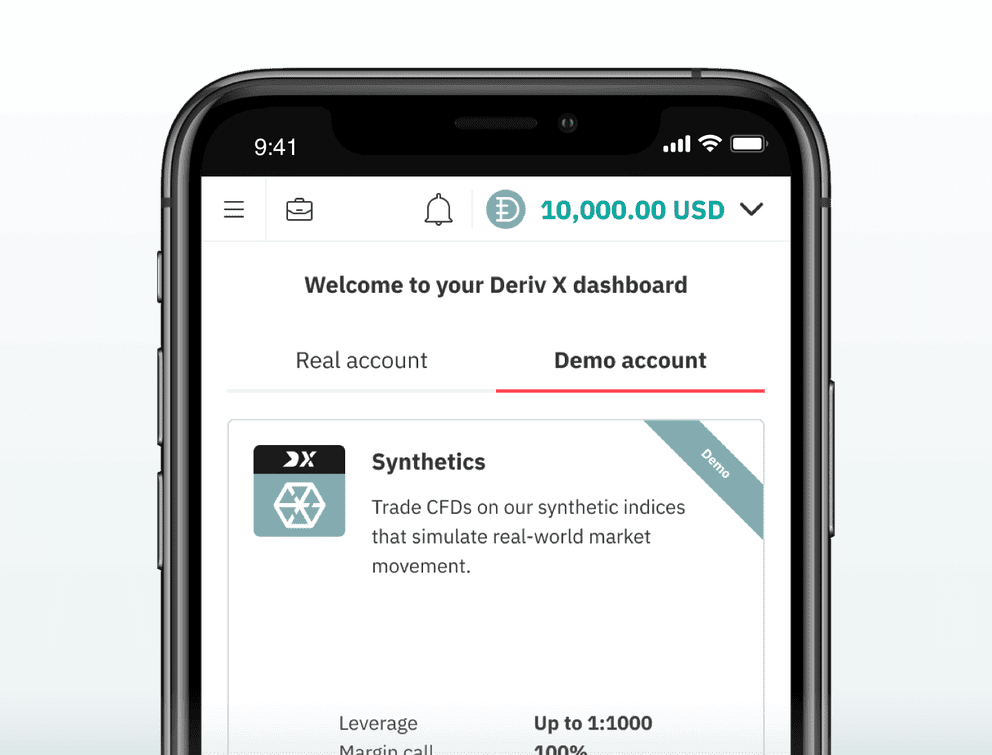 9:41
10,000.00 USD
Welcome to your Deriv X dashboard
Real account
Demo account
DX
Synthetics
Demo
Trade CFDs on our synthetic indices
that simulate real-world market
movement.
Leverage
Up to 1:1000
Margin call
100%